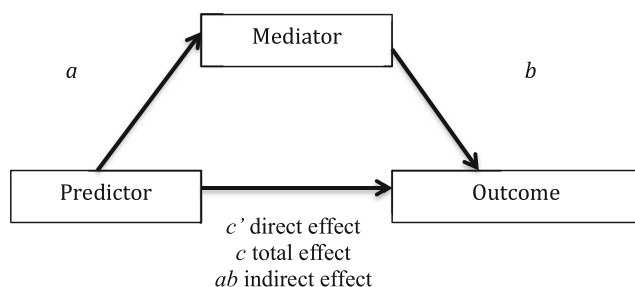 Mediator
a
b
Predictor
Outcome
c’ direct effect
c total effect
ab indirect effect